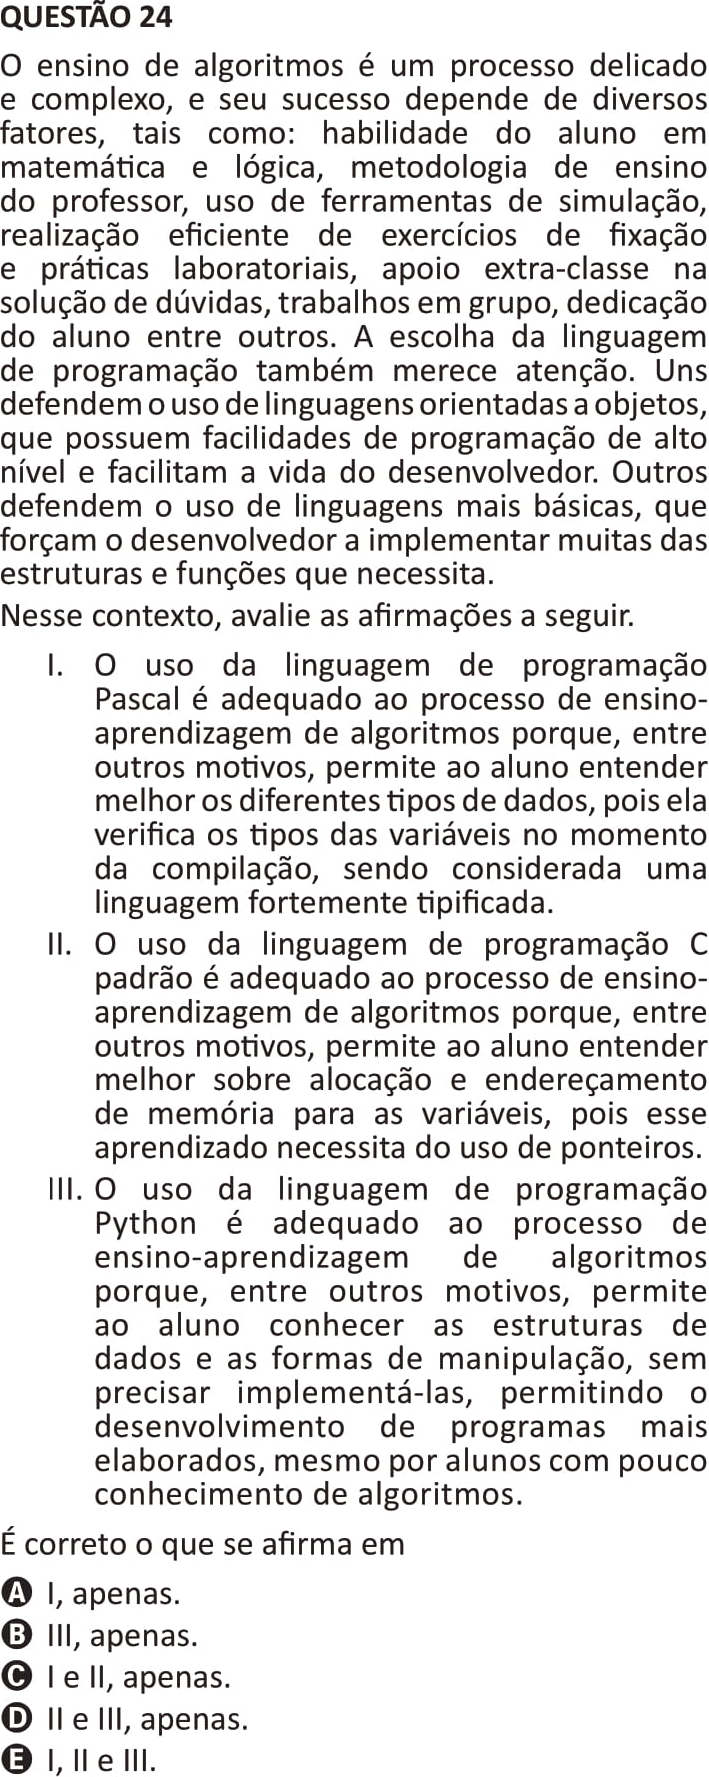 QUESTÃO 24
O ensino de algoritmos é um processo delicado
e complexo, e seu sucesso depende de diversos
fatores, tais como: habilidade do aluno em
matemática e lógica, metodologia de ensino
do professor, uso de ferramentas de simulação,
realização eficiente de exercícios de fixação
e práticas laboratoriais, apoio extra-classe na
solução de dúvidas, trabalhos em grupo, dedicação
do aluno entre outros. A escolha da linguagem
de programação também merece atenção. Uns
defendem o uso de linguagens orientadas a objetos,
que possuem facilidades de programação de alto
nível e facilitam a vida do desenvolvedor. Outros
defendem o uso de linguagens mais básicas, que
forçam o desenvolvedor a implementar muitas das
estruturas e funções que necessita.
Nesse contexto, avalie as afirmações a seguir.
I. O uso da linguagem de programação
Pascal é adequado ao processo de ensino-
aprendizagem de algoritmos porque, entre
outros motivos, permite ao aluno entender
melhor os diferentes tipos de dados, pois ela
verifica os tipos das variáveis no momento
da compilação, sendo considerada uma
linguagem fortemente tipificada.
II. O uso da linguagem de programação C
padrão é adequado ao processo de ensino-
aprendizagem de algoritmos porque, entre
outros motivos, permite ao aluno entender
melhor sobre alocação e endereçamento
de memória para as variáveis, pois esse
aprendizado necessita do uso de ponteiros.
III. O uso da linguagem de programação
Python é adequado ao processo de
ensino-aprendizagem de algoritmos
porque, entre outros motivos, permite
ao aluno conhecer as estruturas de
dados e as formas de manipulação, sem
precisar implementá-las, permitindo o
desenvolvimento de programas mais
elaborados, mesmo por alunos com pouco
conhecimento de algoritmos.
É correto o que se afirma em
A I, apenas.
B III, apenas.
C I e II, apenas.
D II e III, apenas.
E I, II e III.